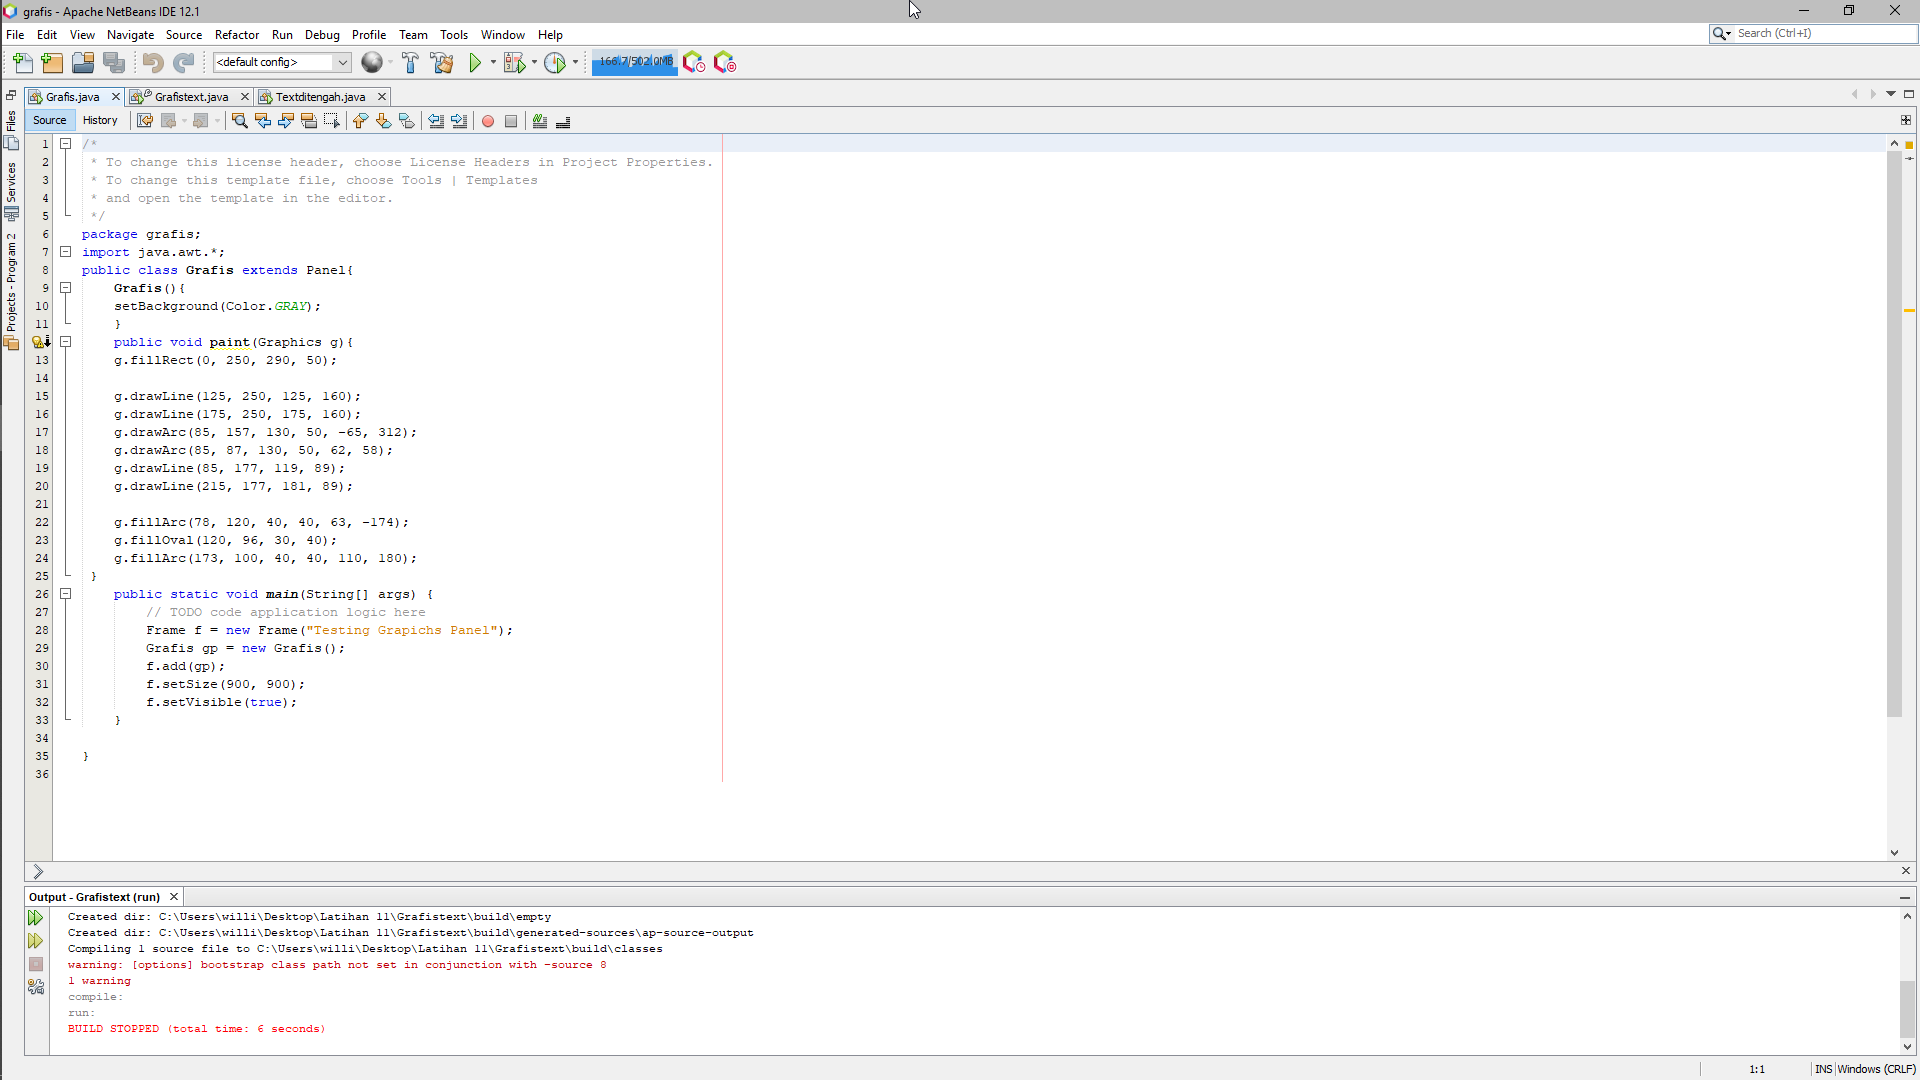 grafis - Apache NetBeans IDE 12.1
File Edit View Navigate Source Refactor Run Debug Profile Team Tools Window Help
Search (Ctrl+I)
<default config>
166.7/502.0MB
Grafis.java
Grafistext.java
Textditengah.java
Source History
Files
Services
Projects - Program 2
1 /*
2 * To change this license header, choose License Headers in Project Properties.
3 * To change this template file, choose Tools | Templates
4 * and open the template in the editor.
5 */
6 package grafis;
7 import java.awt.*;
8 public class Grafis extends Panel{
9 Grafis(){
10 setBackground(Color.GRAY);
11 }
public void paint(Graphics g){
13 g.fillRect(0, 250, 290, 50);
14
15 g.drawLine(125, 250, 125, 160);
16 g.drawLine(175, 250, 175, 160);
17 g.drawArc(85, 157, 130, 50, -65, 312);
18 g.drawArc(85, 87, 130, 50, 62, 58);
19 g.drawLine(85, 177, 119, 89);
20 g.drawLine(215, 177, 181, 89);
21
22 g.fillArc(78, 120, 40, 40, 63, -174);
23 g.fillOval(120, 96, 30, 40);
24 g.fillArc(173, 100, 40, 40, 110, 180);
25 }
26 public static void main(String[] args) {
27 // TODO code application logic here
28 Frame f = new Frame("Testing Grapichs Panel");
29 Grafis gp = new Grafis();
30 f.add(gp);
31 f.setSize(900, 900);
32 f.setVisible(true);
33 }
34
35 }
36
Output - Grafistext (run)
Created dir: C:\Users\willi\Desktop\Latihan 11\Grafistext\build\empty
Created dir: C:\Users\willi\Desktop\Latihan 11\Grafistext\build\generated-sources\ap-source-output
Compiling 1 source file to C:\Users\willi\Desktop\Latihan 11\Grafistext\build\classes
warning: [options] bootstrap class path not set in conjunction with -source 8
1 warning
compile:
run:
BUILD STOPPED (total time: 6 seconds)
1:1 INS Windows (CRLF)